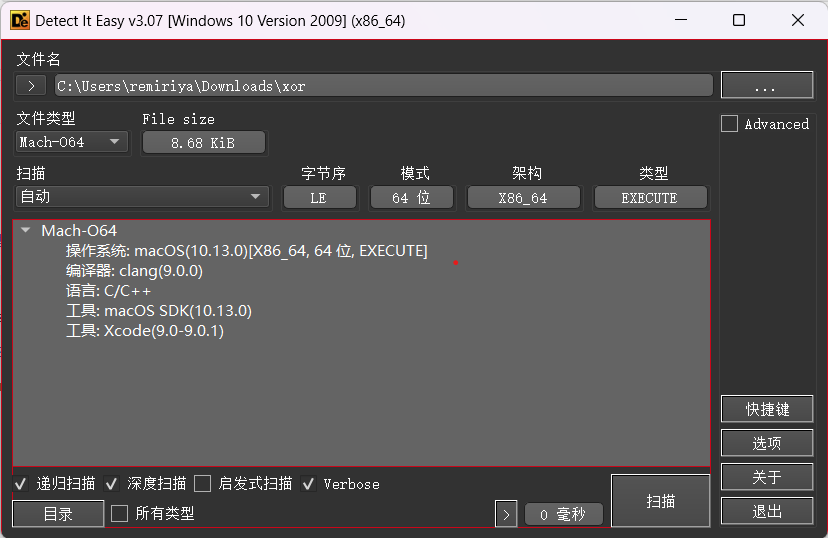 Detect It Easy v3.07 [Windows 10 Version 2009] (x86_64)
文件名
> C:\Users\remiriya\Downloads\xor ...
文件类型 File size
Mach-O64 8.68 KiB
Advanced
扫描 字节序 模式 架构 类型
自动 LE 64 位 X86_64 EXECUTE
Mach-O64
操作系统: macOS(10.13.0)[X86_64, 64 位, EXECUTE]
编译器: clang(9.0.0)
语言: C/C++
工具: macOS SDK(10.13.0)
工具: Xcode(9.0-9.0.1)
快捷键
选项
关于
退出
递归扫描 深度扫描 启发式扫描 Verbose
目录 所有类型 > 0 毫秒 扫描